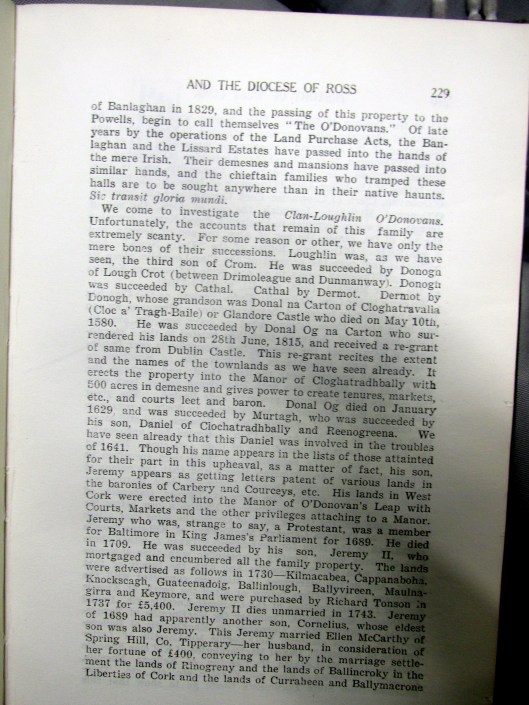 AND THE DIOCESE OF ROSS 229
of Banlaghan in 1829, and the passing of this property to the
Powells, begin to call themselves "The O'Donovans." Of late
years by the operations of the Land Purchase Acts, the Ban-
laghan and the Lissard Estates have passed into the hands of
the mere Irish. Their demesnes and mansions have passed into
similar hands, and the chieftain families who tramped these
halls are to be sought anywhere than in their native haunts.
Sic transit gloria mundi.
We come to investigate the Clan-Loughlin O'Donovans.
Unfortunately, the accounts that remain of this family are
extremely scanty. For some reason or other, we have only the
mere bones of their successions. Loughlin was, as we have
seen, the third son of Crom. He was succeeded by Donogh
of Lough Crot (between Drimoleague and Dunmanway). Donogh
was succeeded by Cathal. Cathal by Dermot. Dermot by
Donogh, whose grandson was Donal na Carton of Cloghatravalia
(Cloc a' Tragh-Baile) or Glandore Castle who died on May 10th,
1580. He was succeeded by Donal Og na Carton who sur-
rendered his lands on 28th June, 1815, and received a re-grant
of same from Dublin Castle. This re-grant recites the extent
and the names of the townlands as we have seen already. It
erects the property into the Manor of Cloghatradhbally with
500 acres in demesne and gives power to create tenures, markets,
etc., and courts leet and baron. Donal Og died on January
1629, and was succeeded by Murtagh, who was succeeded by
his son, Daniel of Clochatradhbally and Reenogreena. We
have seen already that this Daniel was involved in the troubles
of 1641. Though his name appears in the lists of those attainted
for their part in this upheaval, as a matter of fact, his son,
Jeremy appears as getting letters patent of various lands in
the baronies of Carbery and Courceys, etc. His lands in West
Cork were erected into the Manor of O'Donovan's Leap with
Courts, Markets and the other privileges attaching to a Manor.
Jeremy who was, strange to say, a Protestant, was a member
for Baltimore in King James's Parliament for 1689. He died
in 1709. He was succeeded by his son, Jeremy II, who
mortgaged and encumbered all the family property. The lands
were advertised as follows in 1730—Kilmacabea, Cappanaboha,
Knockseagh, Guateenadoig, Ballinlough, Ballyvireen, Maulna-
girra and Keymore, and were purchased by Richard Tonson in
1737 for £5,400. Jeremy II dies unmarried in 1743. Jeremy
of 1689 had apparently another son, Cornelius, whose eldest
son was also Jeremy. This Jeremy married Ellen McCarthy of
Spring Hill, Co. Tipperary—her husband, in consideration of
her fortune of £400, conveying to her by the marriage settle-
ment the lands of Rinogreny and the lands of Ballincroky in the
Liberties of Cork and the lands of Curraheen and Ballymacrone